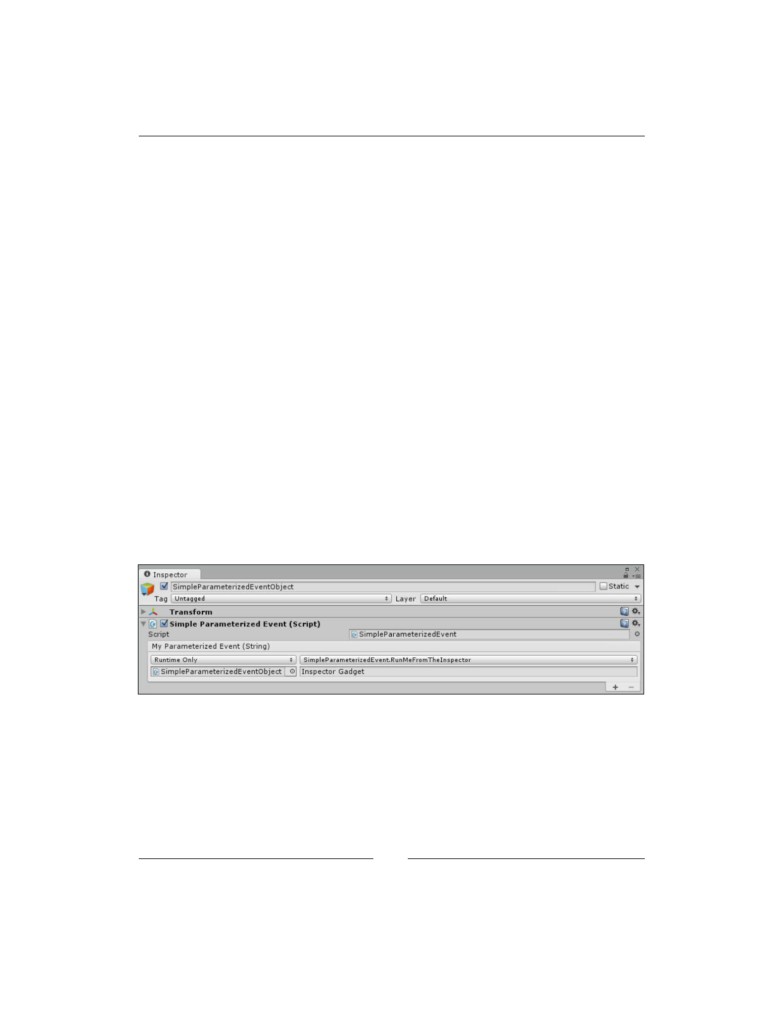 Inspector
SimpleParameterizedEventObject Static
Tag Untagged Layer Default
Transform
Simple Parameterized Event (Script)
Script SimpleParameterizedEvent
My Parameterized Event (String)
Runtime Only SimpleParameterizedEvent.RunMeFromTheInspector
SimpleParameterizedEventObject Inspector Gadget